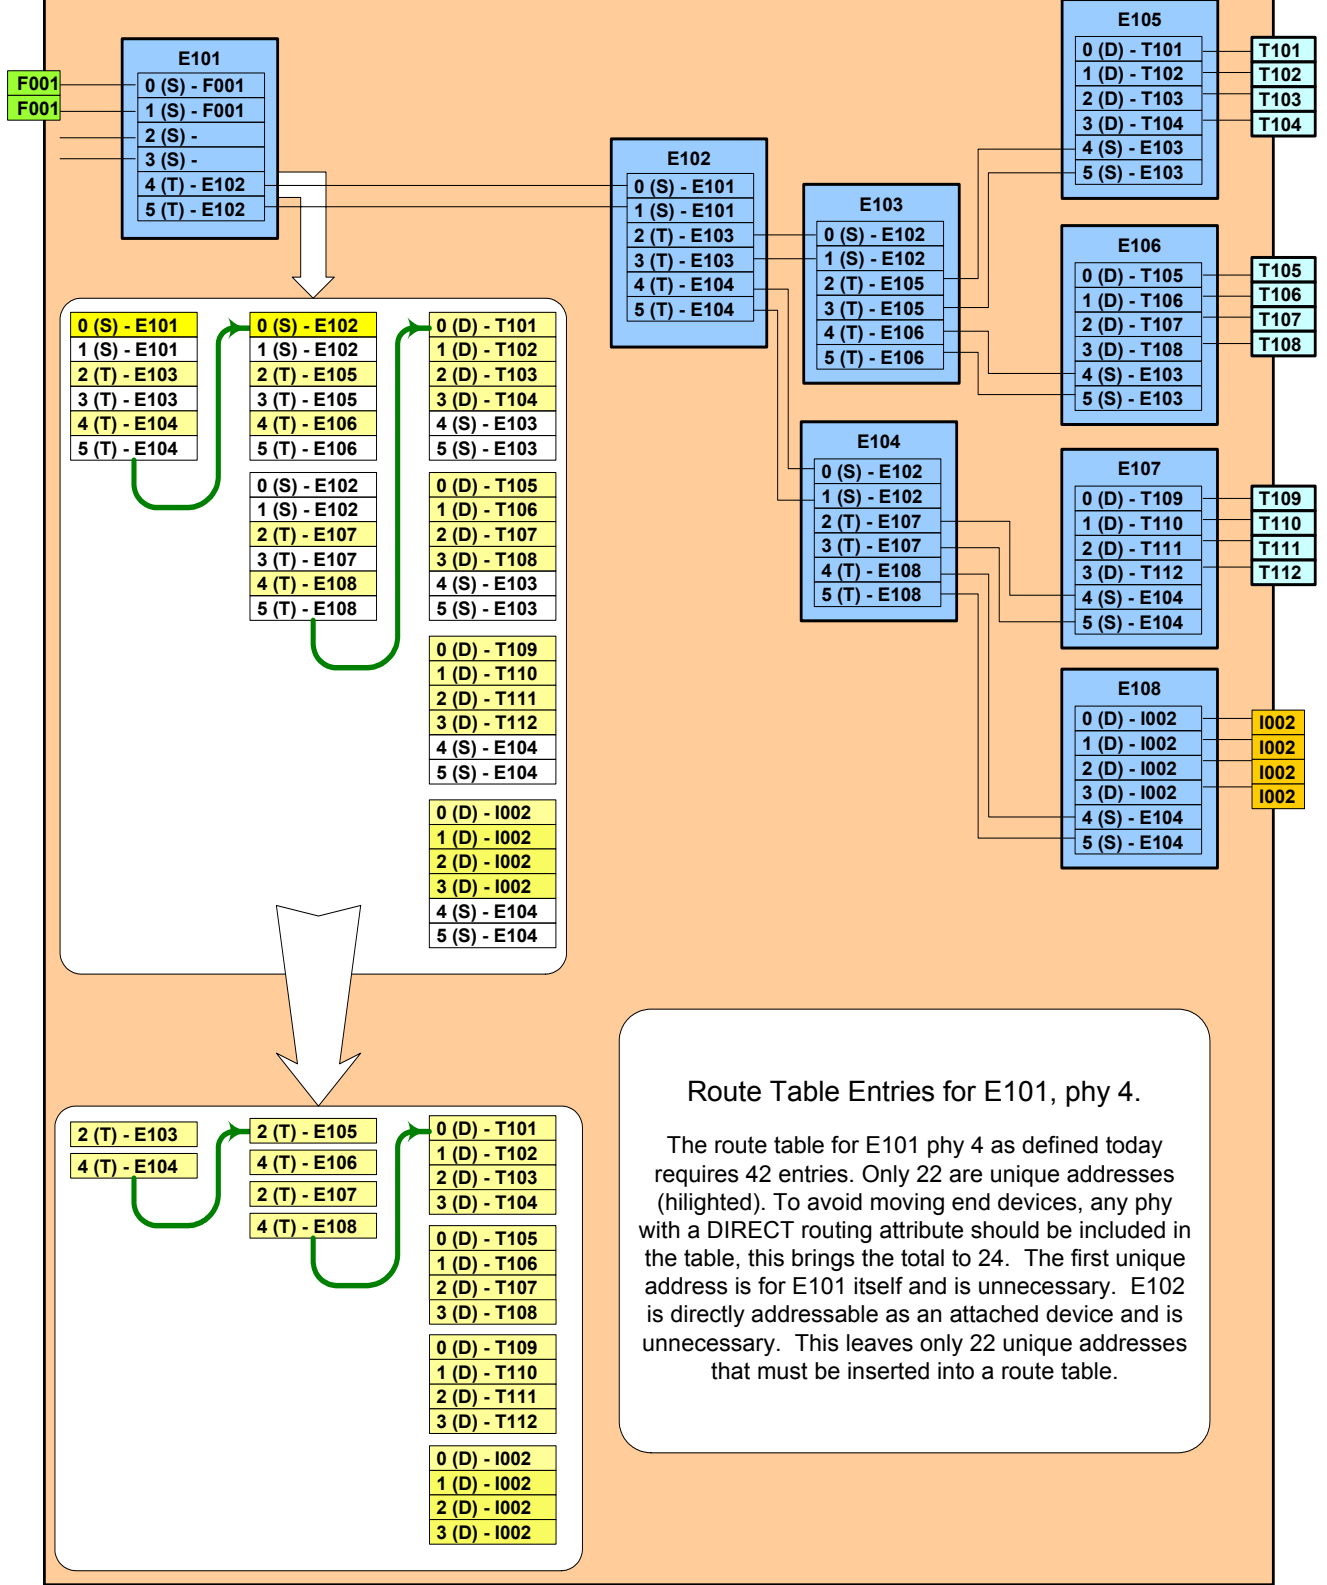 F001
F001
E101
0 (S) - F001
1 (S) - F001
2 (S) -
3 (S) -
4 (T) - E102
5 (T) - E102
E102
0 (S) - E101
1 (S) - E101
2 (T) - E103
3 (T) - E103
4 (T) - E104
5 (T) - E104
E103
0 (S) - E102
1 (S) - E102
2 (T) - E105
3 (T) - E105
4 (T) - E106
5 (T) - E106
E104
0 (S) - E102
1 (S) - E102
2 (T) - E107
3 (T) - E107
4 (T) - E108
5 (T) - E108
E105
0 (D) - T101
1 (D) - T102
2 (D) - T103
3 (D) - T104
4 (S) - E103
5 (S) - E103
T101
T102
T103
T104
E106
0 (D) - T105
1 (D) - T106
2 (D) - T107
3 (D) - T108
4 (S) - E103
5 (S) - E103
T105
T106
T107
T108
E107
0 (D) - T109
1 (D) - T110
2 (D) - T111
3 (D) - T112
4 (S) - E104
5 (S) - E104
T109
T110
T111
T112
E108
0 (D) - I002
1 (D) - I002
2 (D) - I002
3 (D) - I002
4 (S) - E104
5 (S) - E104
I002
I002
I002
I002
0 (S) - E101
1 (S) - E101
2 (T) - E103
3 (T) - E103
4 (T) - E104
5 (T) - E104
0 (S) - E102
1 (S) - E102
2 (T) - E105
3 (T) - E105
4 (T) - E106
5 (T) - E106
0 (S) - E102
1 (S) - E102
2 (T) - E107
3 (T) - E107
4 (T) - E108
5 (T) - E108
0 (D) - T101
1 (D) - T102
2 (D) - T103
3 (D) - T104
4 (S) - E103
5 (S) - E103
0 (D) - T105
1 (D) - T106
2 (D) - T107
3 (D) - T108
4 (S) - E103
5 (S) - E103
0 (D) - T109
1 (D) - T110
2 (D) - T111
3 (D) - T112
4 (S) - E104
5 (S) - E104
0 (D) - I002
1 (D) - I002
2 (D) - I002
3 (D) - I002
4 (S) - E104
5 (S) - E104
2 (T) - E103
4 (T) - E104
2 (T) - E105
4 (T) - E106
2 (T) - E107
4 (T) - E108
0 (D) - T101
1 (D) - T102
2 (D) - T103
3 (D) - T104
0 (D) - T105
1 (D) - T106
2 (D) - T107
3 (D) - T108
0 (D) - T109
1 (D) - T110
2 (D) - T111
3 (D) - T112
0 (D) - I002
1 (D) - I002
2 (D) - I002
3 (D) - I002
Route Table Entries for E101, phy 4.
The route table for E101 phy 4 as defined today
requires 42 entries. Only 22 are unique addresses
(hilighted). To avoid moving end devices, any phy
with a DIRECT routing attribute should be included in
the table, this brings the total to 24. The first unique
address is for E101 itself and is unnecessary. E102
is directly addressable as an attached device and is
unnecessary. This leaves only 22 unique addresses
that must be inserted into a route table.